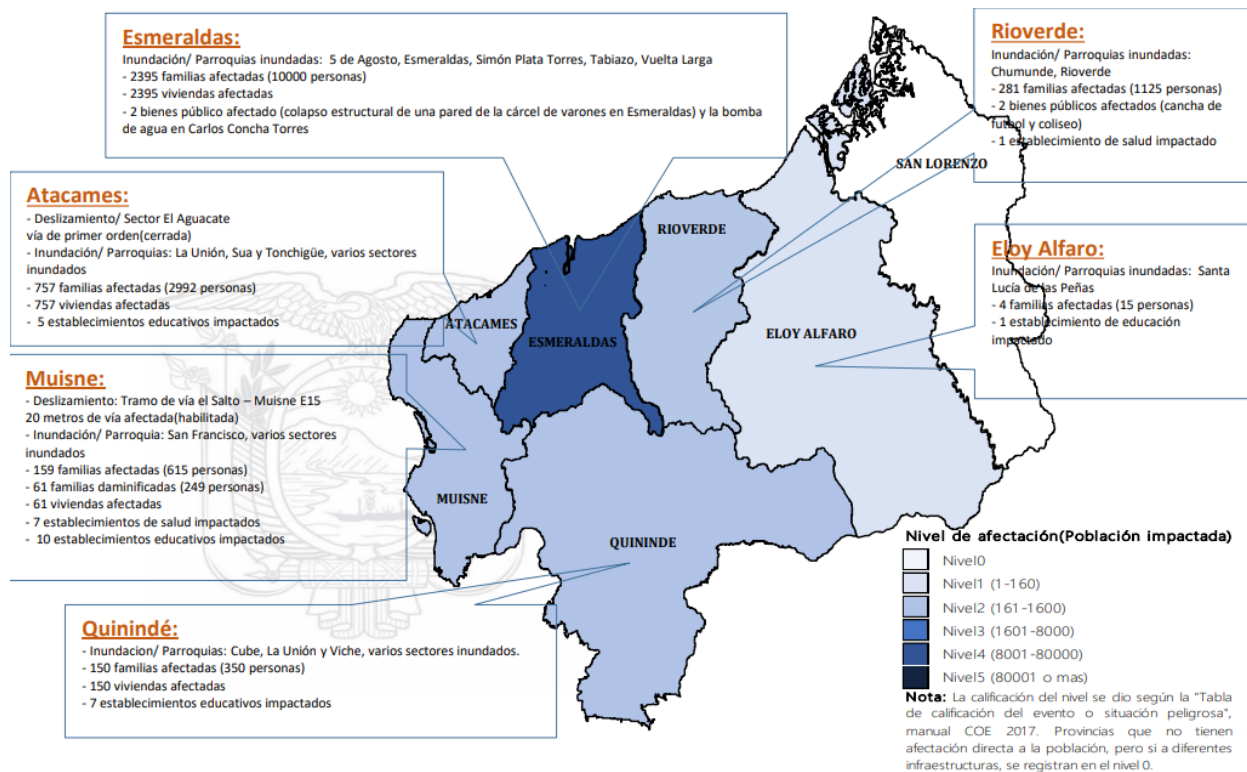 Esmeraldas:
Inundación/ Parroquias inundadas:  5 de Agosto, Esmeraldas, Simón Plata Torres, Tabiazo, Vuelta Larga
- 2395 familias afectadas (10000 personas)
- 2395 viviendas afectadas
- 2 bienes público afectado (colapso estructural de una pared de la cárcel de varones en Esmeraldas) y la bomba
de agua en Carlos Concha Torres
Rioverde:
Inundación/ Parroquias inundadas:
Chumunde, Rioverde
- 281 familias afectadas (1125 personas)
- 2 bienes públicos afectados (cancha de
futbol y coliseo)
- 1 establecimiento de salud impactado
Atacames:
- Deslizamiento/ Sector El Aguacate
vía de primer orden(cerrada)
- Inundación/ Parroquias: La Unión, Sua y Tonchigüe, varios sectores
inundados
- 757 familias afectadas (2992 personas)
- 757 viviendas afectadas
-  5 establecimientos educativos impactados
Eloy Alfaro:
Inundación/ Parroquias inundadas:  Santa
Lucía de las Peñas
- 4 familias afectadas (15 personas)
- 1 establecimiento de educación
impactado
Muisne:
- Deslizamiento: Tramo de vía el Salto – Muisne E15
20 metros de vía afectada(habilitada)
- Inundación/ Parroquia: San Francisco, varios sectores
inundados
- 159 familias afectadas (615 personas)
- 61 familias daminificadas (249 personas)
- 61 viviendas afectadas
- 7 establecimientos de salud impactados
-  10 establecimientos educativos impactados
Quinindé:
- Inundacion/ Parroquias: Cube, La Unión y Viche, varios sectores inundados.
- 150 familias afectadas (350 personas)
- 150 viviendas afectadas
- 7 establecimientos educativos impactados
SAN LORENZO
RIOVERDE
ATACAMES
ESMERALDAS
ELOY ALFARO
MUISNE
QUININDE
Nivel de afectación(Población impactada)
Nivel0
Nivel1 (1-160)
Nivel2 (161-1600)
Nivel3 (1601-8000)
Nivel4 (8001-80000)
Nivel5 (80001 o mas)
Nota: La calificación del nivel se dio según la "Tabla
de calificación del evento o situación peligrosa",
manual COE 2017. Provincias que no tienen
afectación directa a la población, pero si a diferentes
infraestructuras, se registran en el nivel 0.